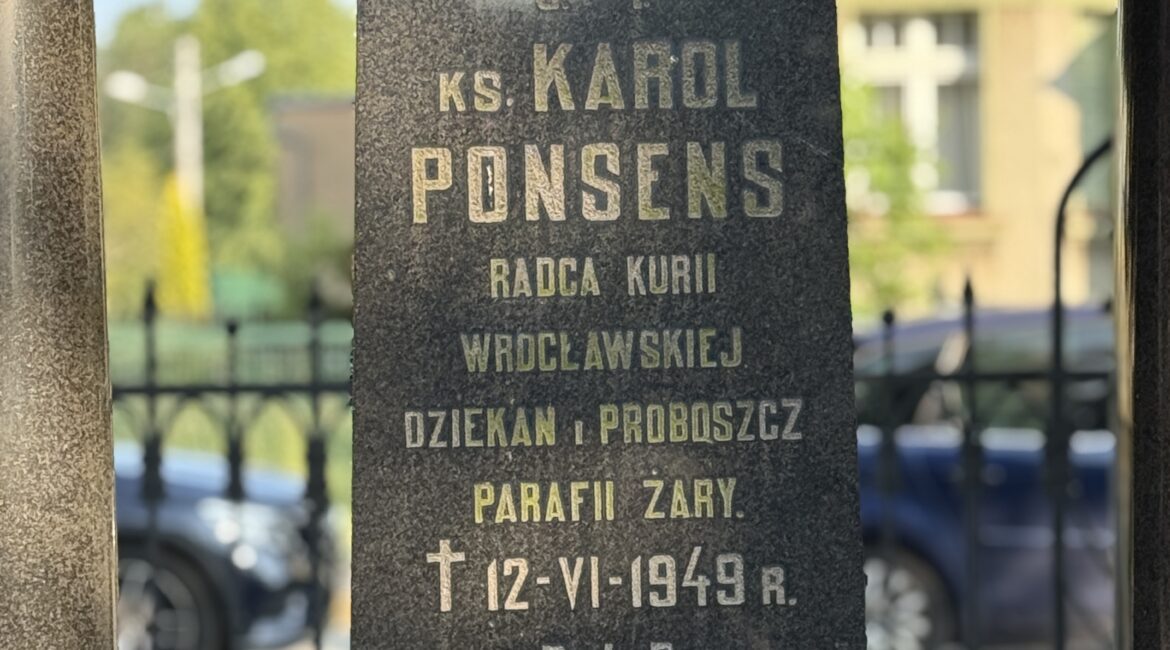 KS. KAROL
PONSENS
RADCA KURII
WROCŁAWSKIEJ.
DZIEKAN I PROBOSZCZ
PARAFII ŻARY.
† 12-VI-1949 R.